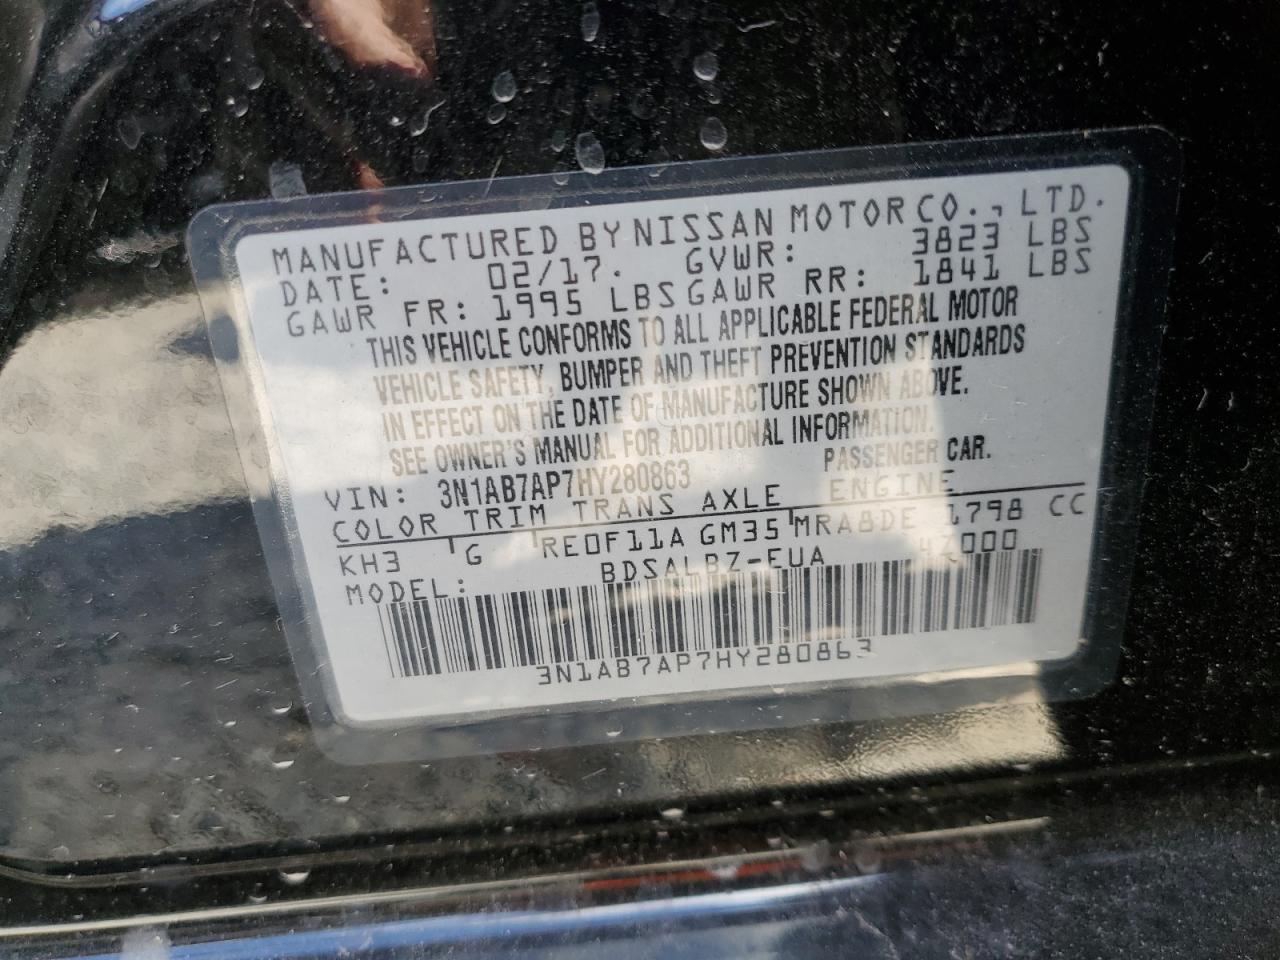 MANUFACTURED BY NISSAN MOTOR CO., LTD.
DATE: 02/17. GVWR: 3823 LBS
GAWR FR: 1995 LBS GAWR RR: 1841 LBS
THIS VEHICLE CONFORMS TO ALL APPLICABLE FEDERAL MOTOR
VEHICLE SAFETY, BUMPER AND THEFT PREVENTION STANDARDS
IN EFFECT ON THE DATE OF MANUFACTURE SHOWN ABOVE.
SEE OWNER'S MANUAL FOR ADDITIONAL INFORMATION.
VIN: 3N1AB7AP7HY280863 PASSENGER CAR.
COLOR TRIM TRANS AXLE ENGINE
KH3 G RE0F11A GM35 MRA8DE 1798 CC
MODEL: BDSALBZ-EUA 47000
3N1AB7AP7HY280863